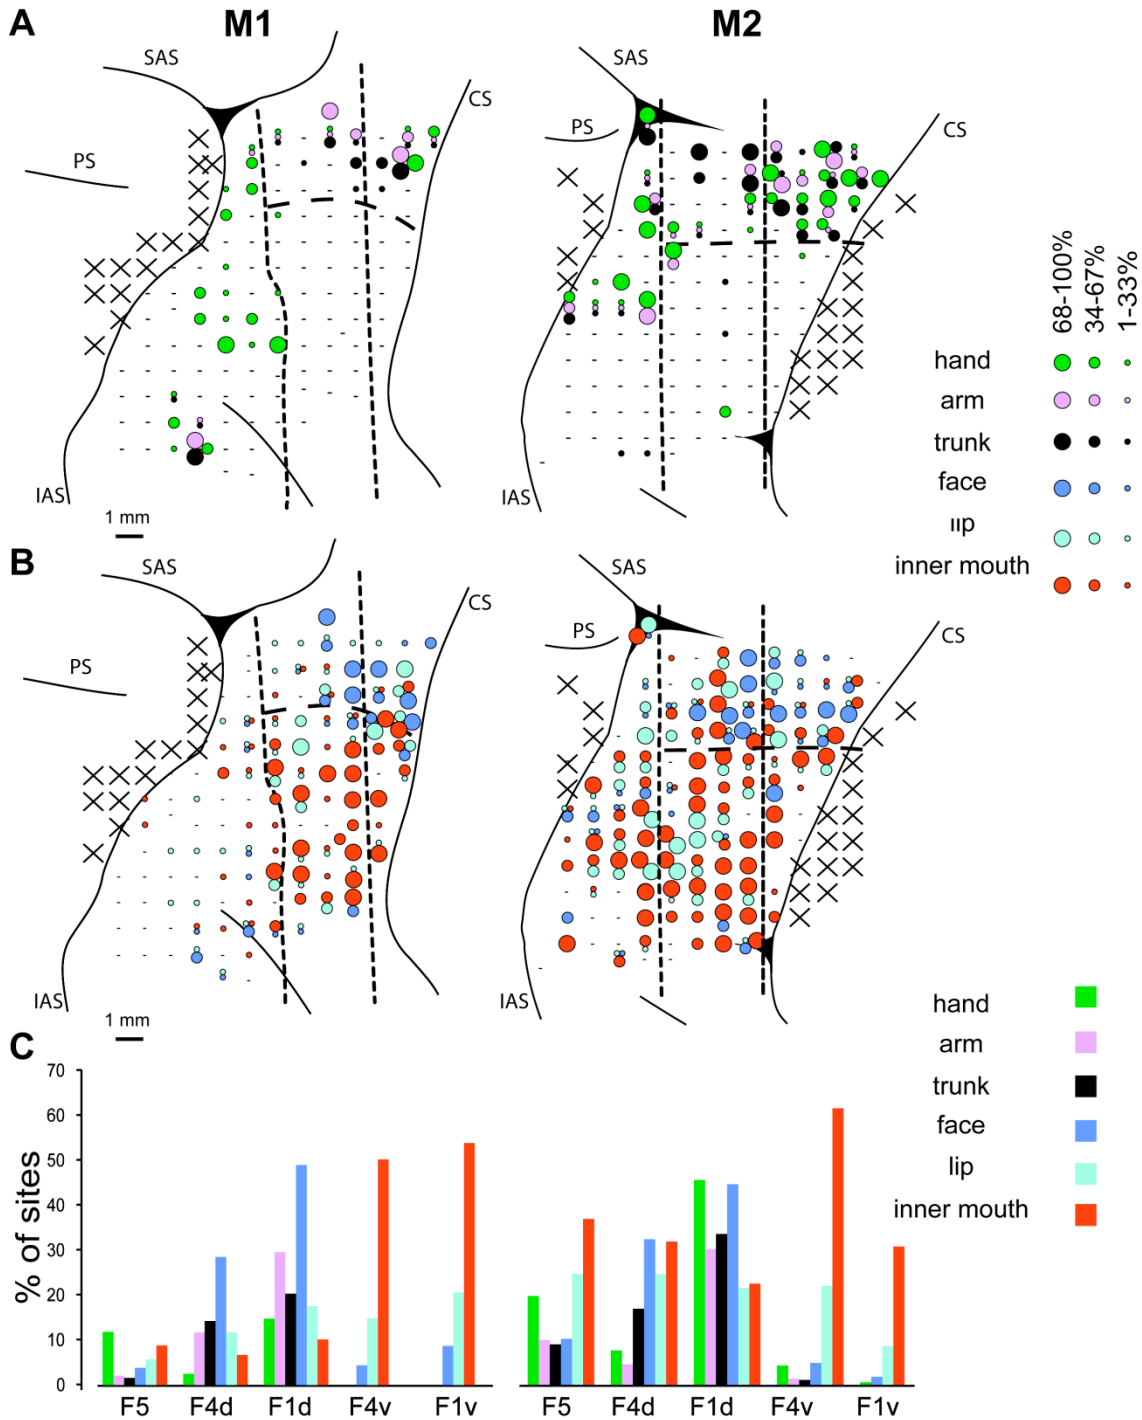 A
M1
M2
SAS
SAS
CS
PS
PS
CS
IAS
IAS
1 mm
68-100%
34-67%
1-33%
hand
arm
trunk
face
ııp
inner mouth
B
SAS
SAS
CS
PS
PS
CS
IAS
IAS
1 mm
C
% of sites
70
60
50
40
30
20
10
0
F5 F4d F1d F4v F1v
F5 F4d F1d F4v F1v
hand
arm
trunk
face
lip
inner mouth